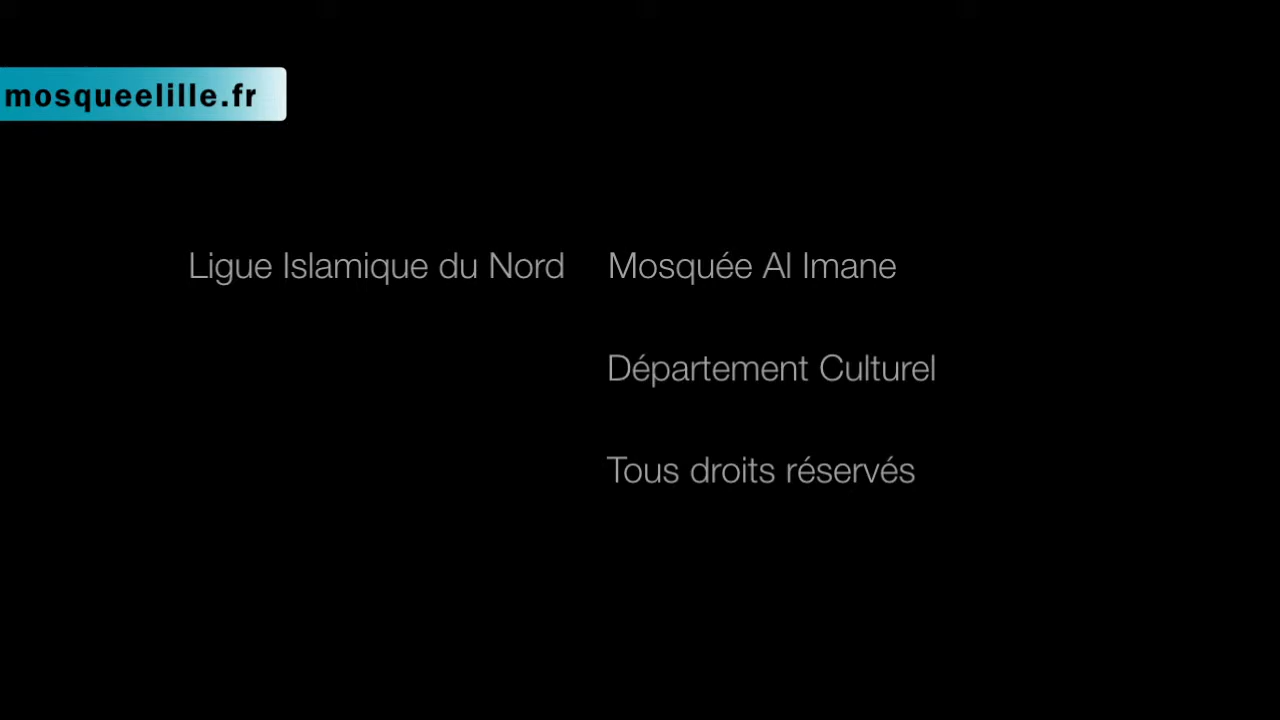 mosqueelille.fr
Ligue Islamique du Nord Mosquée Al Imane
Département Culturel
Tous droits réservés